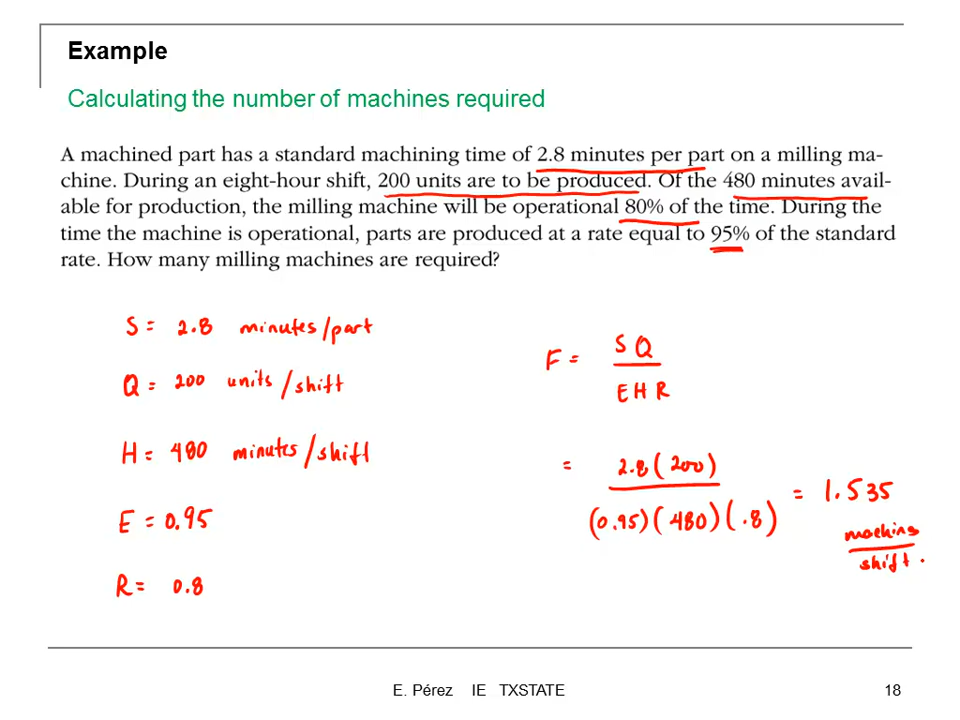 Example
Calculating the number of machines required
A machined part has a standard machining time of 2.8 minutes per part on a milling ma-
chine. During an eight-hour shift, 200 units are to be produced. Of the 480 minutes avail-
able for production, the milling machine will be operational 80% of the time. During the
time the machine is operational, parts are produced at a rate equal to 95% of the standard
rate. How many milling machines are required?
S = 2.8 minutes/part
Q = 200 units/shift
H = 480 minutes/shift
E = 0.95
R = 0.8
F = SQ
EHR
= 2.8(200)
(0.95)(480)(.8)
= 1.535
machins
shift.
E. Pérez IE TXSTATE
18